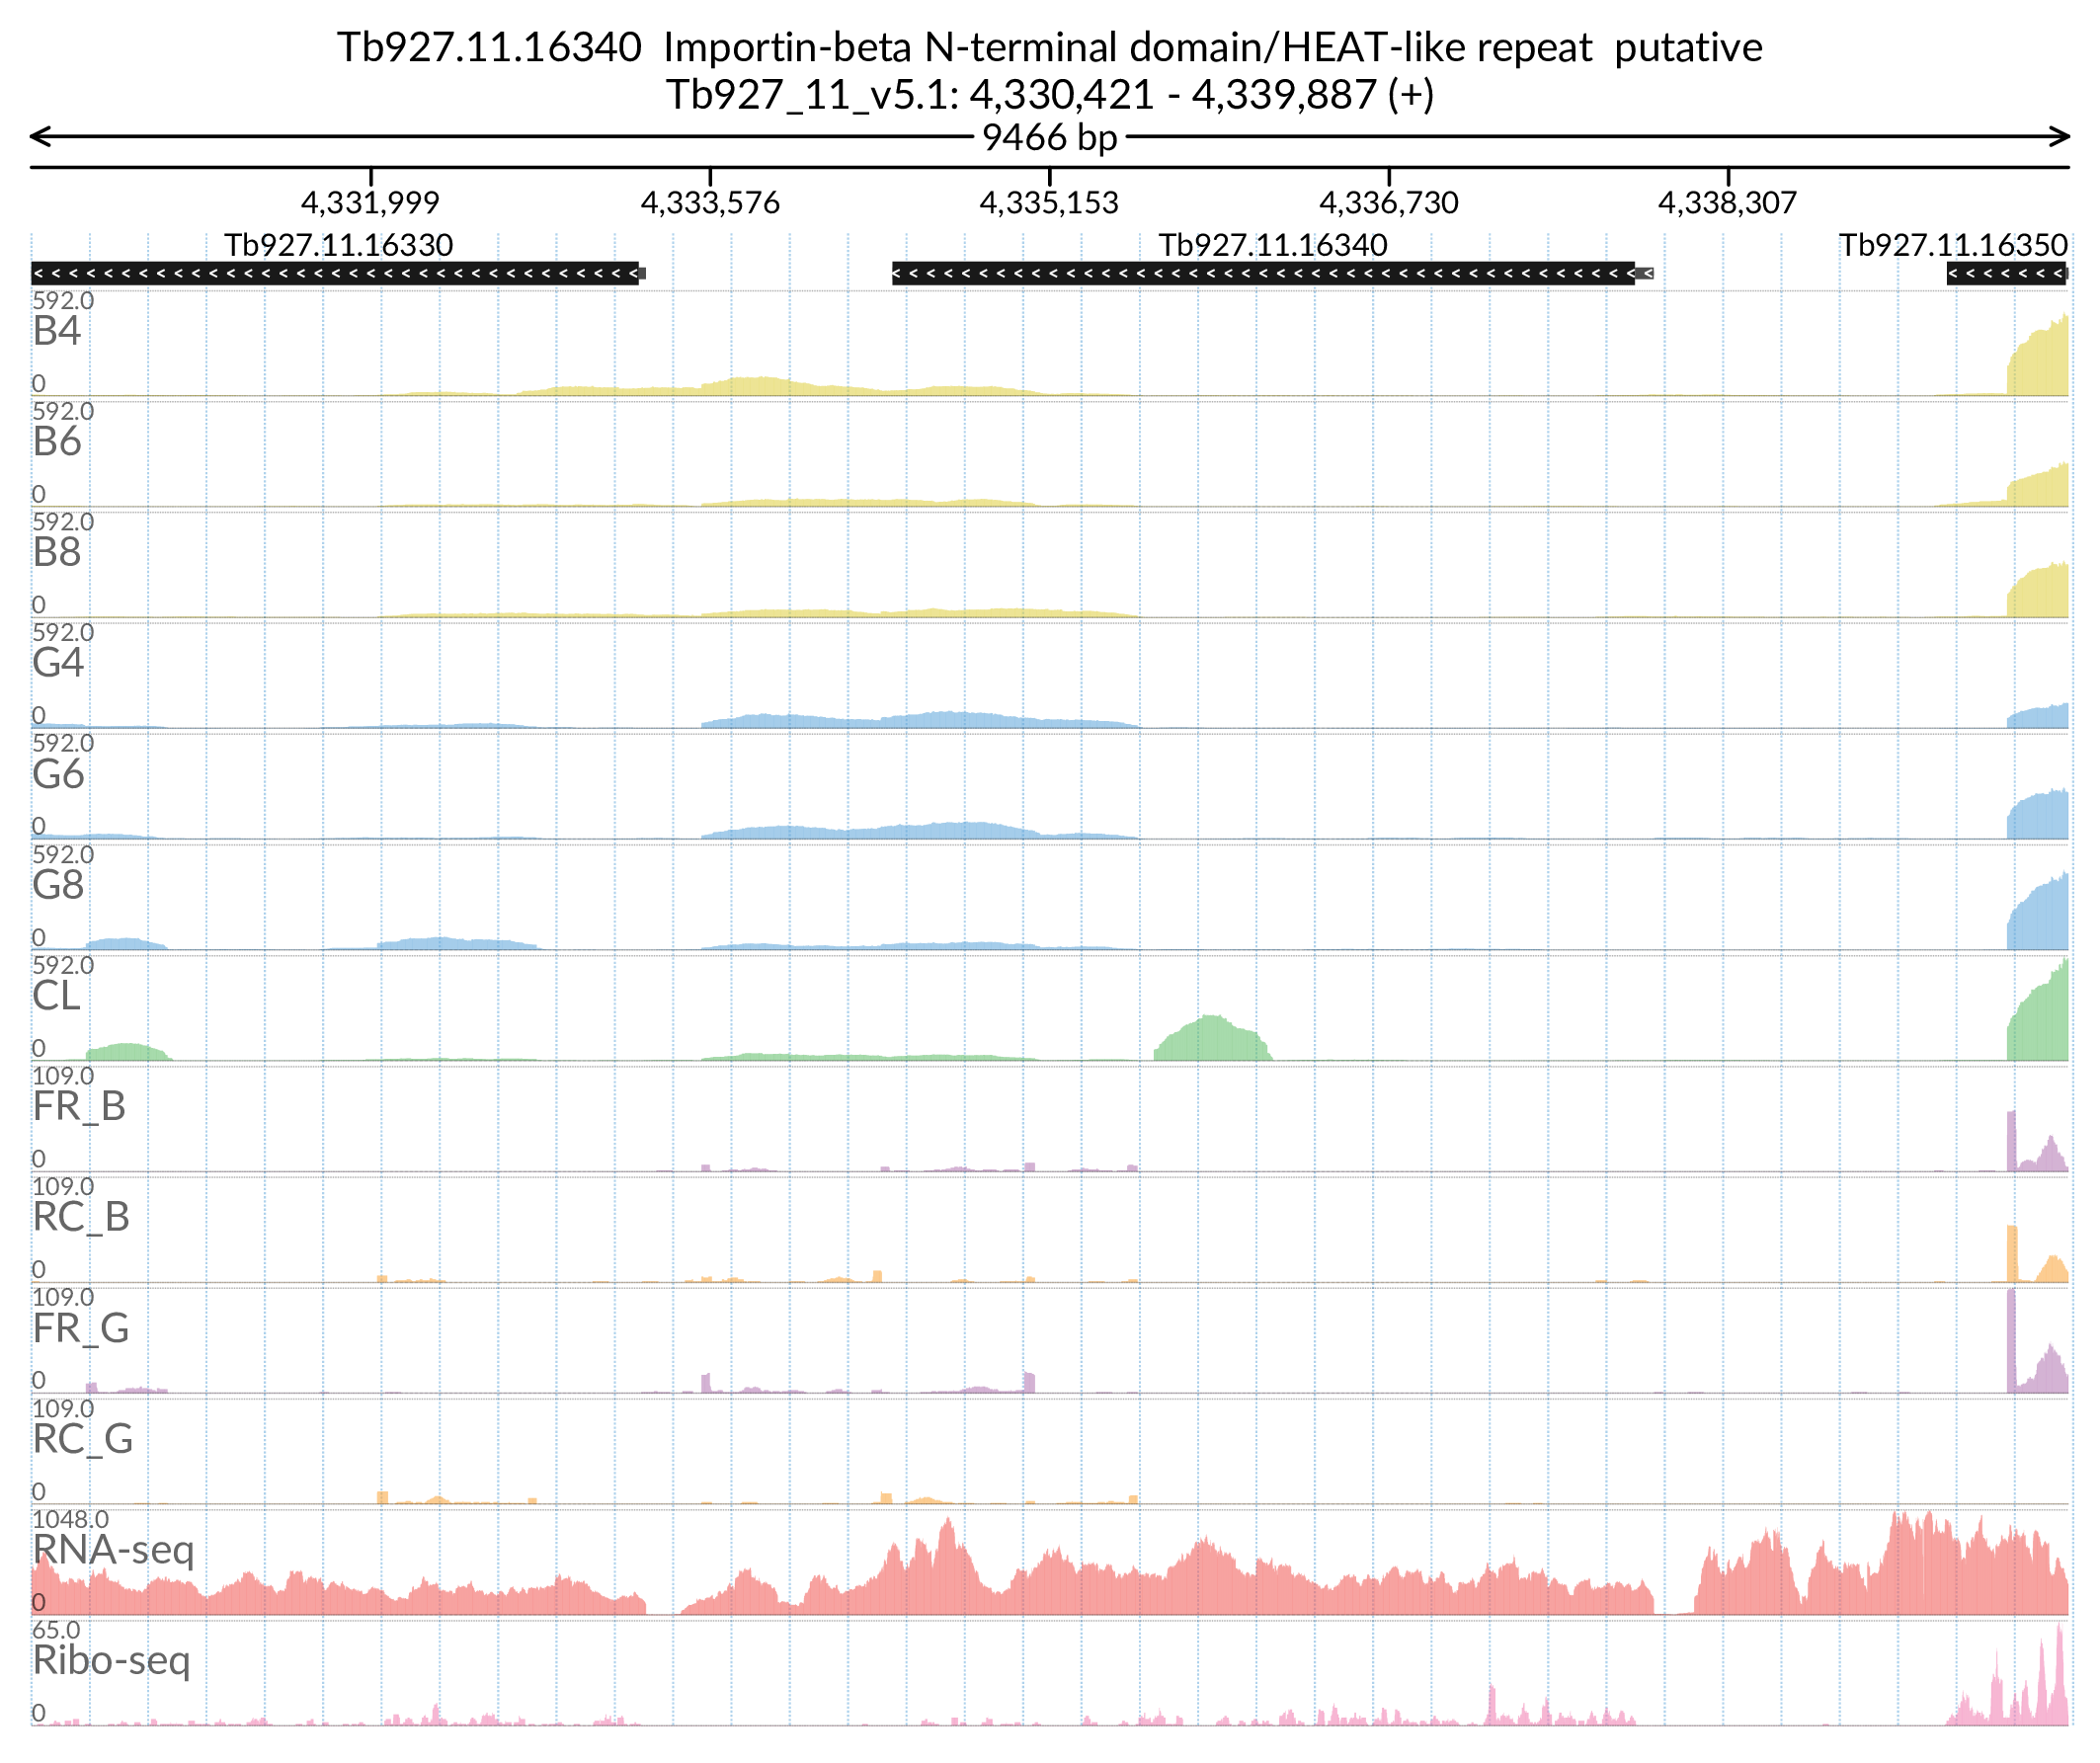 Tb927.11.16340  Importin-beta N-terminal domain/HEAT-like repeat  putative
Tb927_11_v5.1: 4,330,421 - 4,339,887 (+)
9466 bp
4,331,999 4,333,576 4,335,153 4,336,730 4,338,307
Tb927.11.16330 Tb927.11.16340 Tb927.11.16350
592.0
B4
0
592.0
B6
0
592.0
B8
0
592.0
G4
0
592.0
G6
0
592.0
G8
0
592.0
CL
0
109.0
FR_B
0
109.0
RC_B
0
109.0
FR_G
0
109.0
RC_G
0
1048.0
RNA-seq
0
65.0
Ribo-seq
0